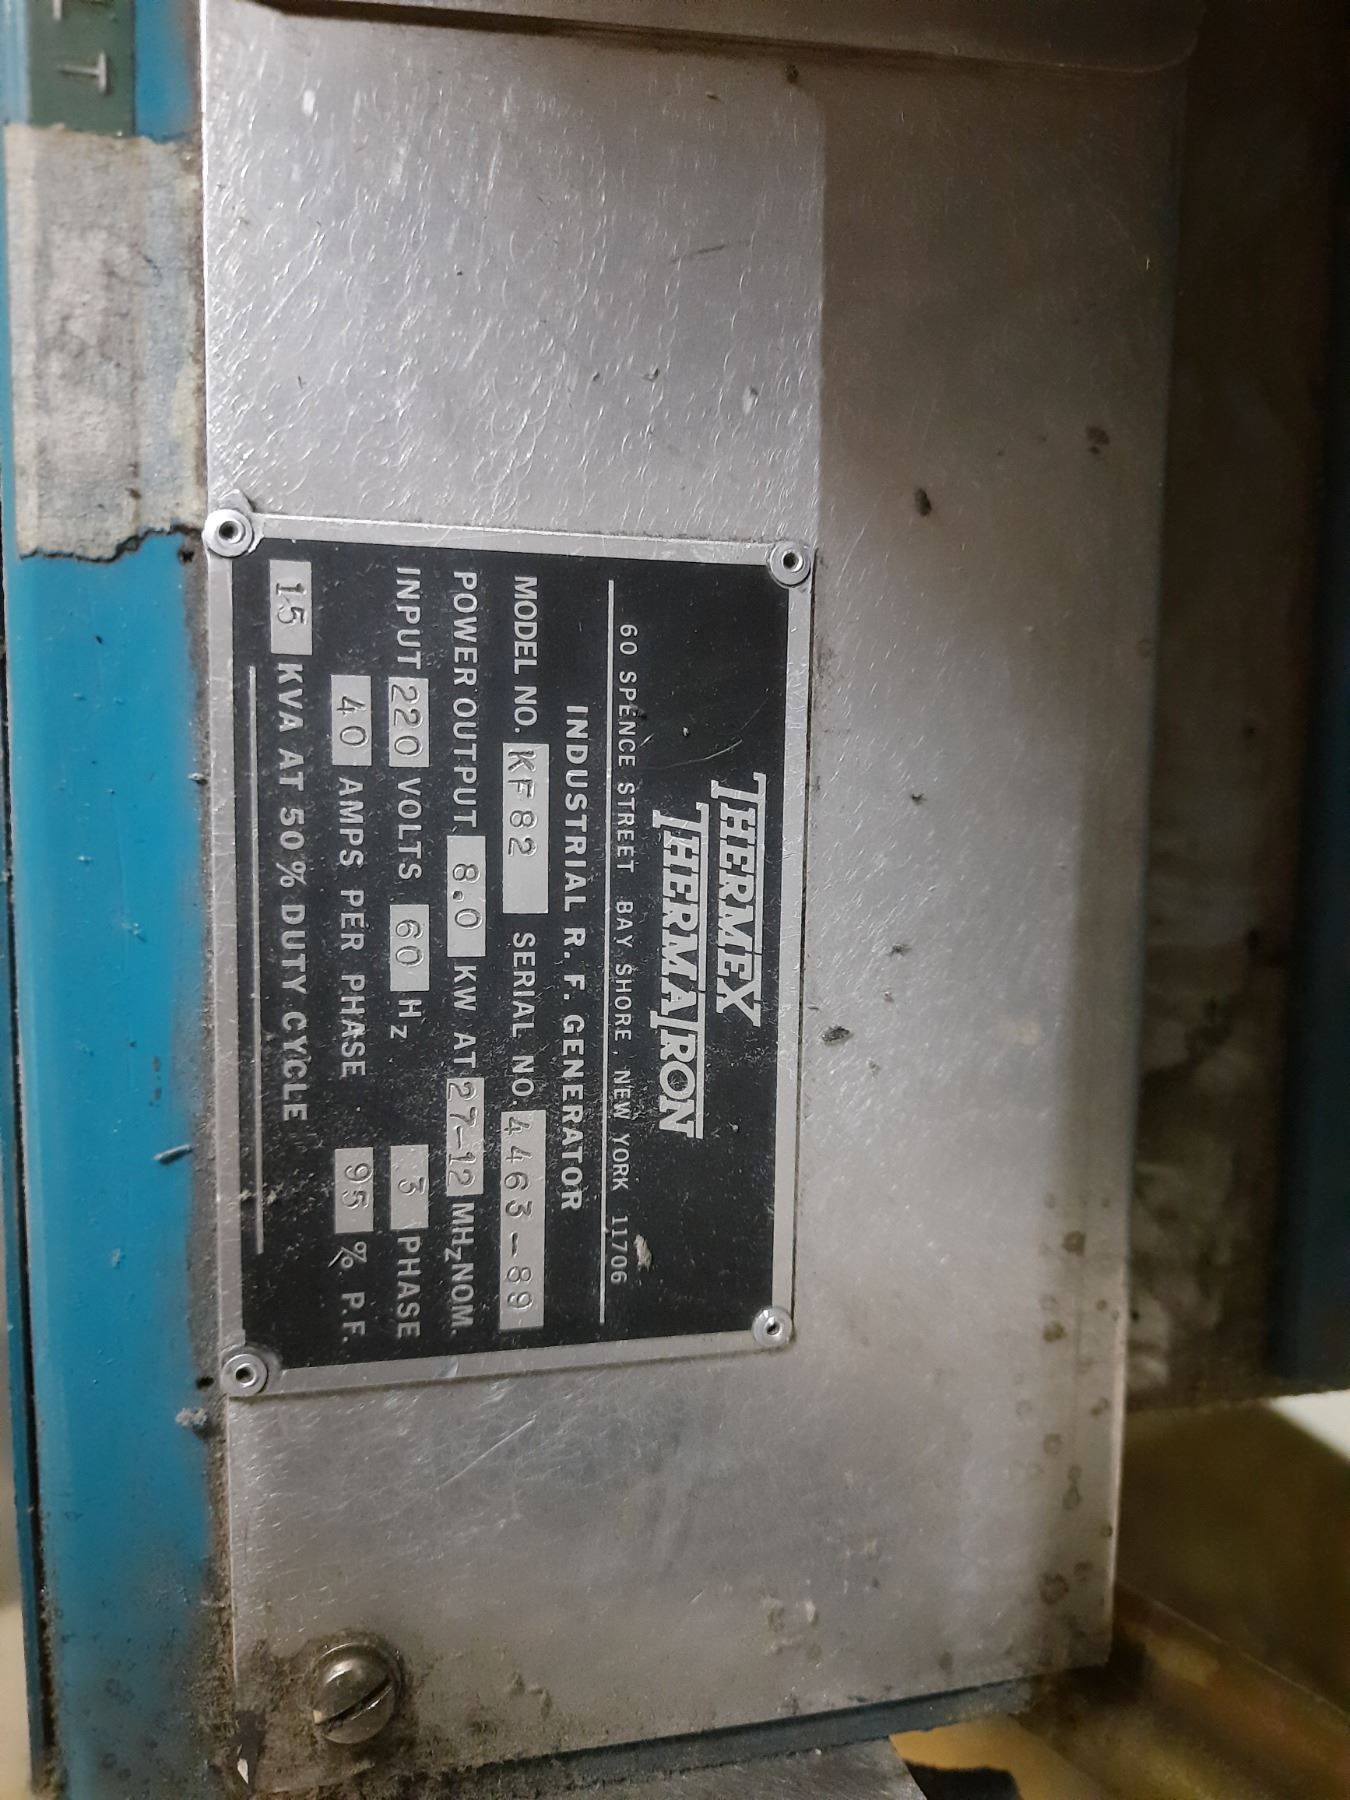 THERMEX
THERMATRON
60 SPENCE STREET BAY SHORE, NEW YORK 11706
INDUSTRIAL R. F. GENERATOR
MODEL NO. KF82 SERIAL NO. 4463-89
POWER OUTPUT 8.0 KW AT 27-12 MHz NOM.
INPUT 220 VOLTS 60 Hz 3 PHASE
40 AMPS PER PHASE 95 % P.F.
15 KVA AT 50% DUTY CYCLE